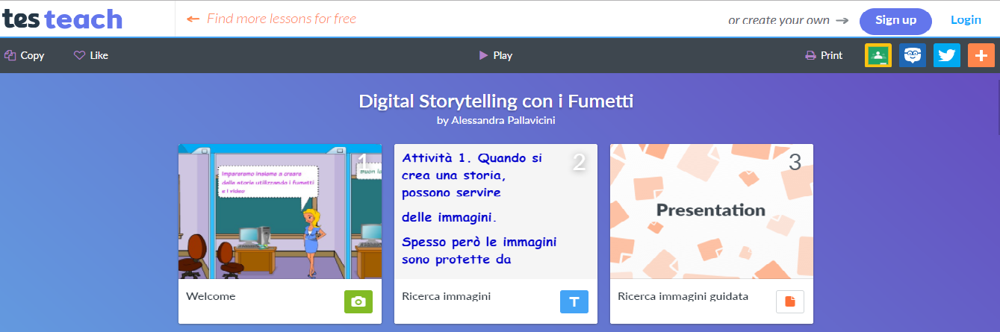 tes teach
← Find more lessons for free
or create your own →
Sign up
Login
Copy
Like
Play
Print
Digital Storytelling con i Fumetti
by Alessandra Pallavicini
1
Impareremo insieme a creare
delle storie utilizzando i fumetti
e i video
2
Attività 1. Quando si
crea una storia,
possono servire
delle immagini.
Spesso però le immagini
sono protette da
3
Presentation
Welcome
T
Ricerca immagini
Ricerca immagini guidata